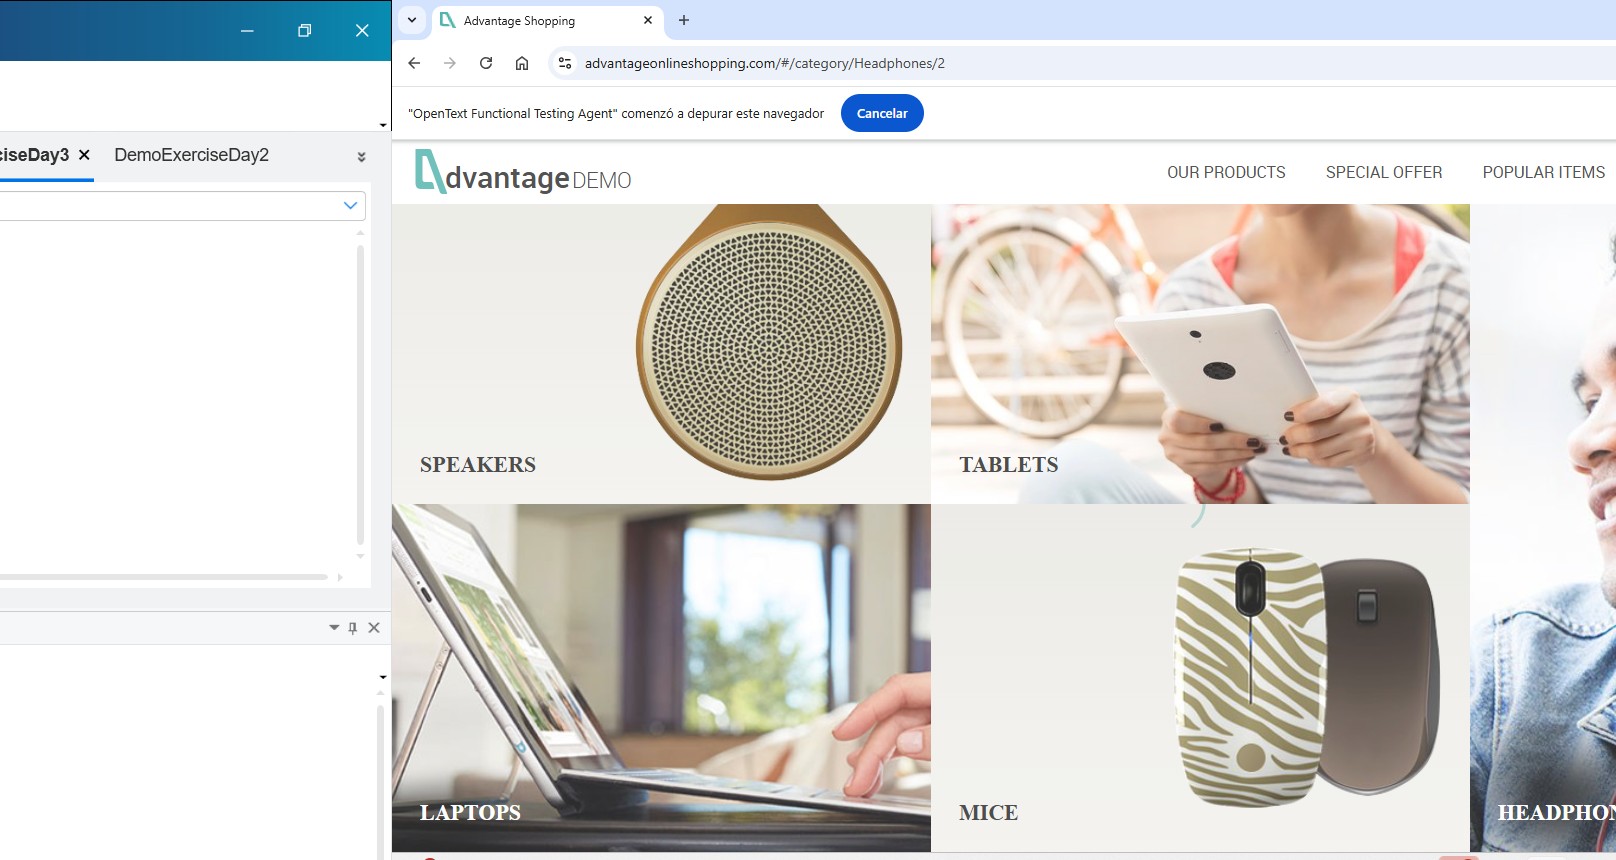 Advantage Shopping
advantageonlineshopping.com/#/category/Headphones/2
"OpenText Functional Testing Agent" comenzó a depurar este navegador
Cancelar
ciseDay3
DemoExerciseDay2
dvantage DEMO
OUR PRODUCTS
SPECIAL OFFER
POPULAR ITEMS
SPEAKERS
TABLETS
LAPTOPS
MICE
HEADPHON